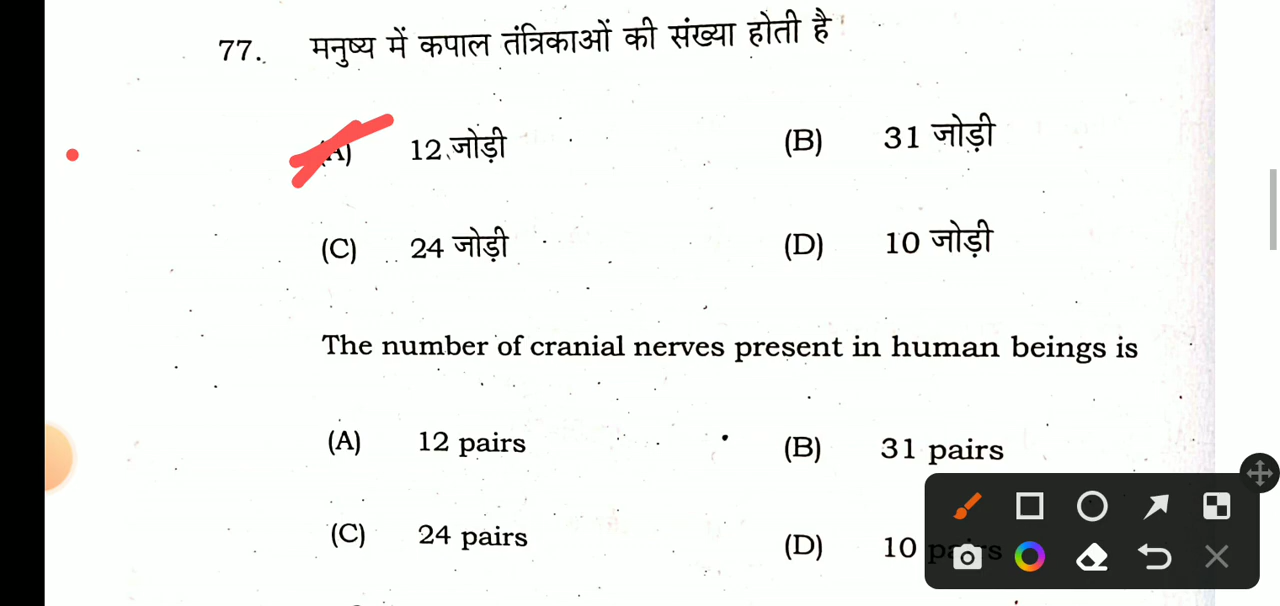 77. मनुष्य में कपाल तंत्रिकाओं की संख्या होती है
(A) 12 जोड़ी (B) 31 जोड़ी
(C) 24 जोड़ी (D) 10 जोड़ी
The number of cranial nerves present in human beings is
(A) 12 pairs (B) 31 pairs
(C) 24 pairs (D) 10 pairs